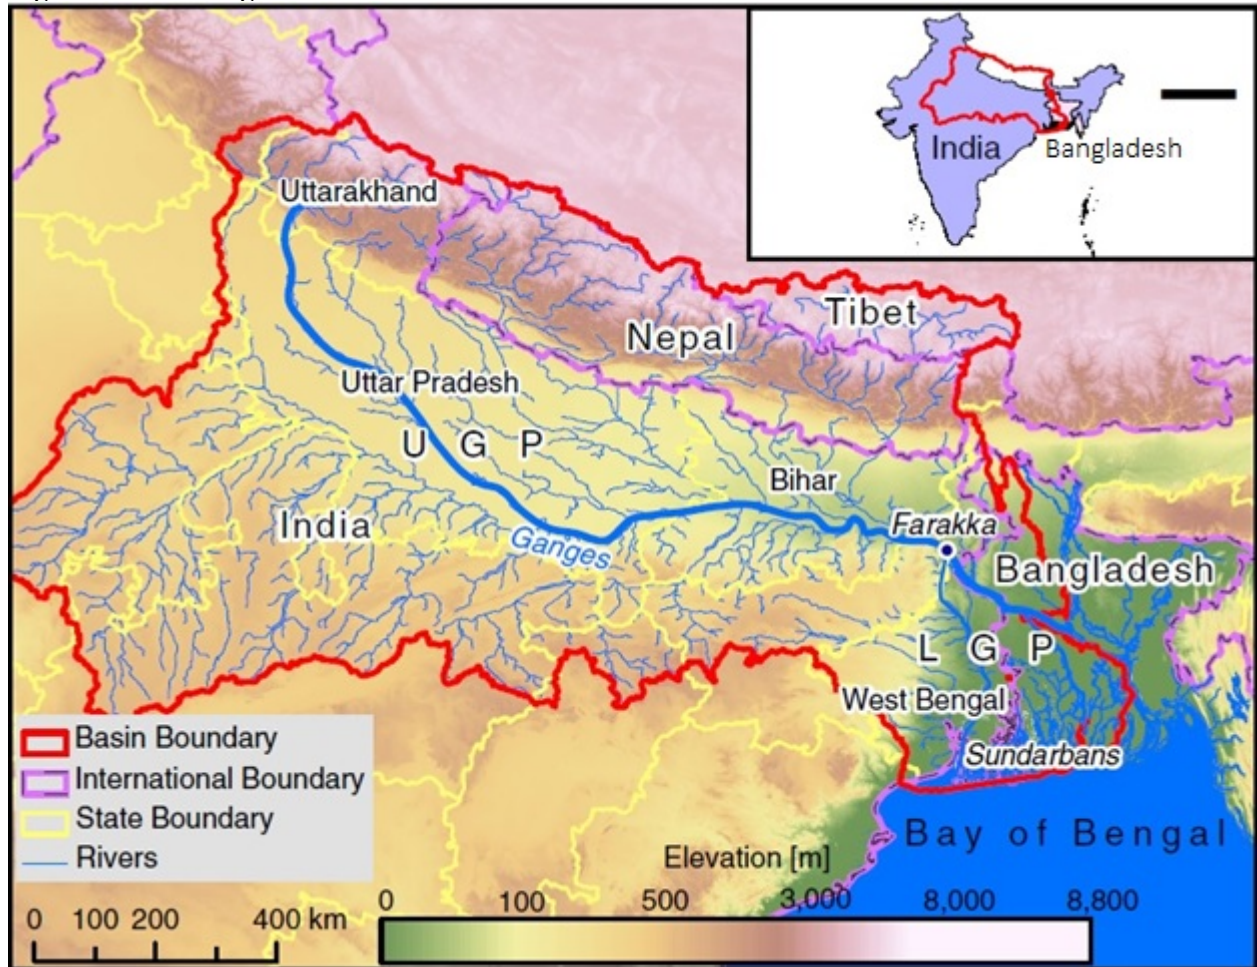 India
Bangladesh
Uttarakhand
Tibet
Nepal
Uttar Pradesh
U G P
Bihar
India
Farakka
Ganges
Bangladesh
L G P
West Bengal
Sundarbans
Basin Boundary
International Boundary
State Boundary
Rivers
Bay of Bengal
Elevation [m]
0 100 500 3,000 8,000 8,800
0 100 200 400 km